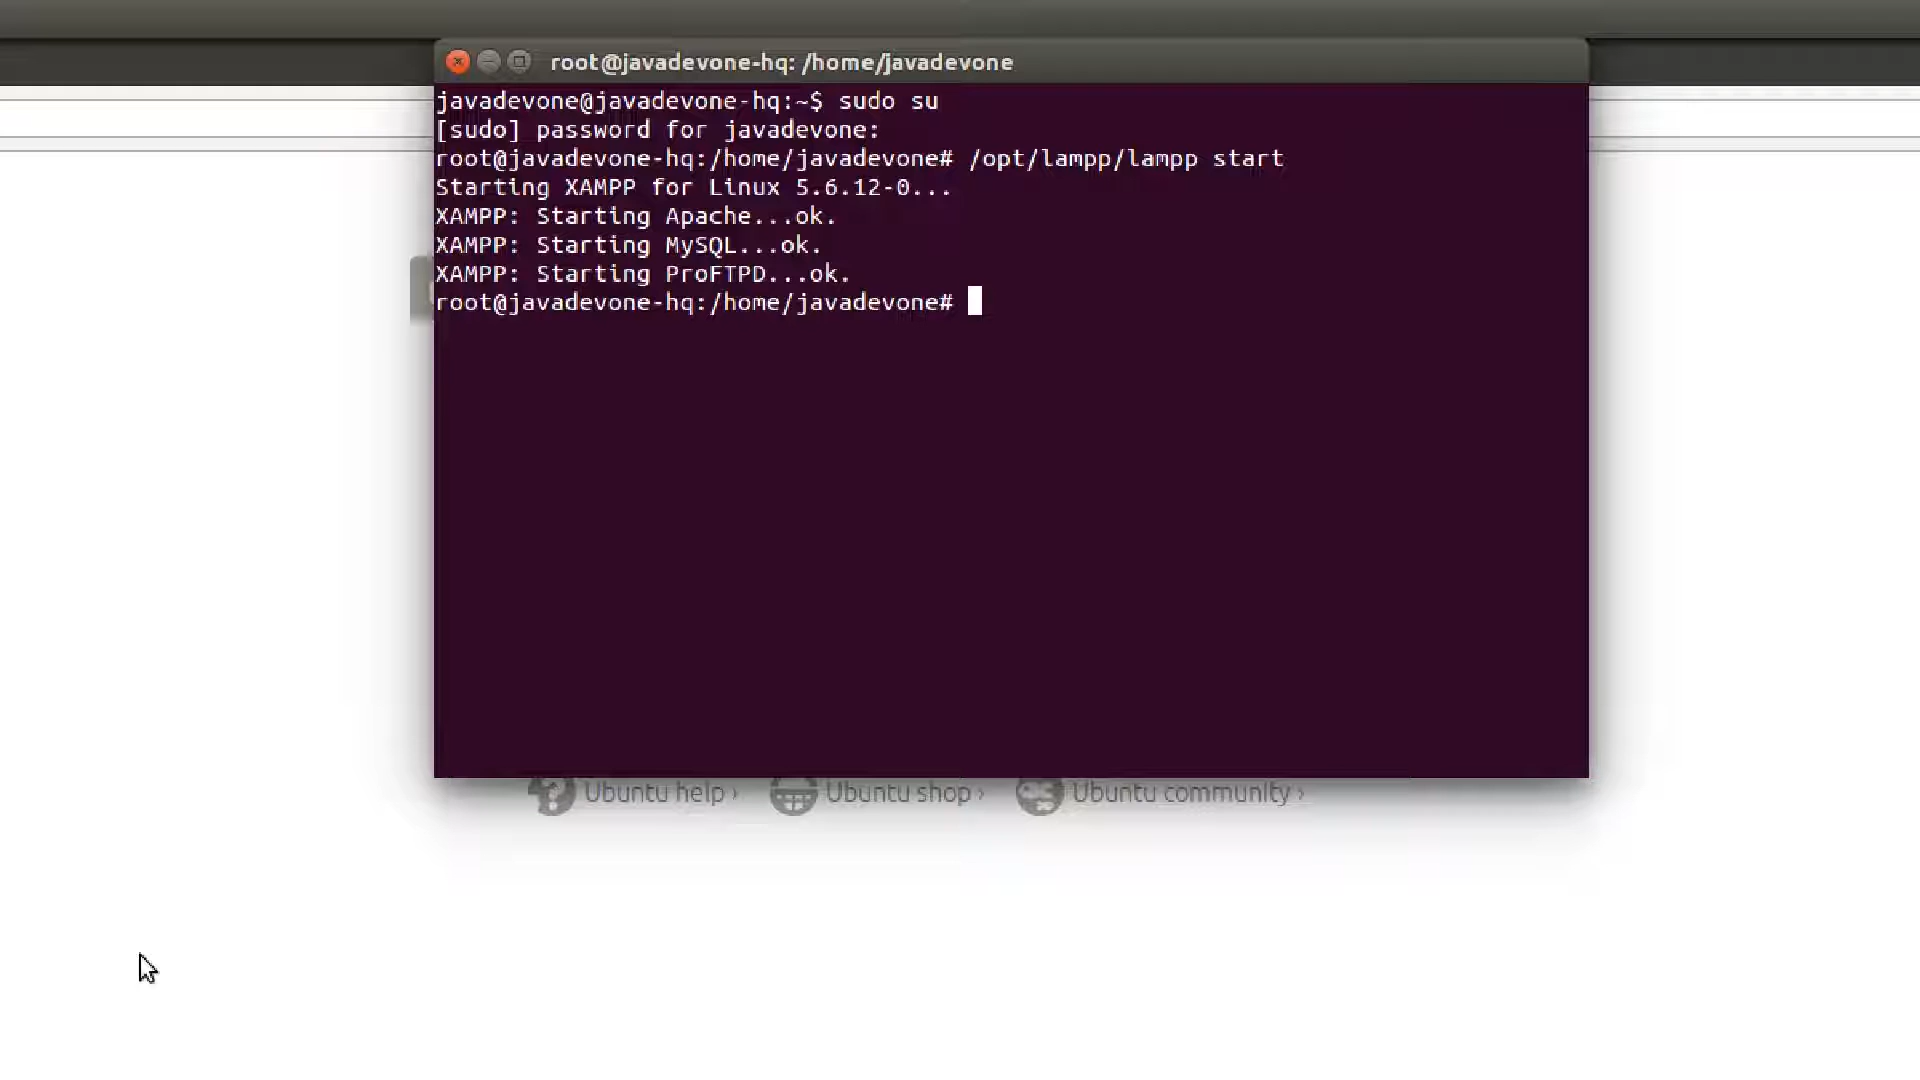 root@javadevone-hq: /home/javadevone
javadevone@javadevone-hq:~$ sudo su
[sudo] password for javadevone:
root@javadevone-hq:/home/javadevone# /opt/lampp/lampp start
Starting XAMPP for Linux 5.6.12-0...
XAMPP: Starting Apache...ok.
XAMPP: Starting MySQL...ok.
XAMPP: Starting ProFTPD...ok.
root@javadevone-hq:/home/javadevone#
Ubuntu help › Ubuntu shop › Ubuntu community ›